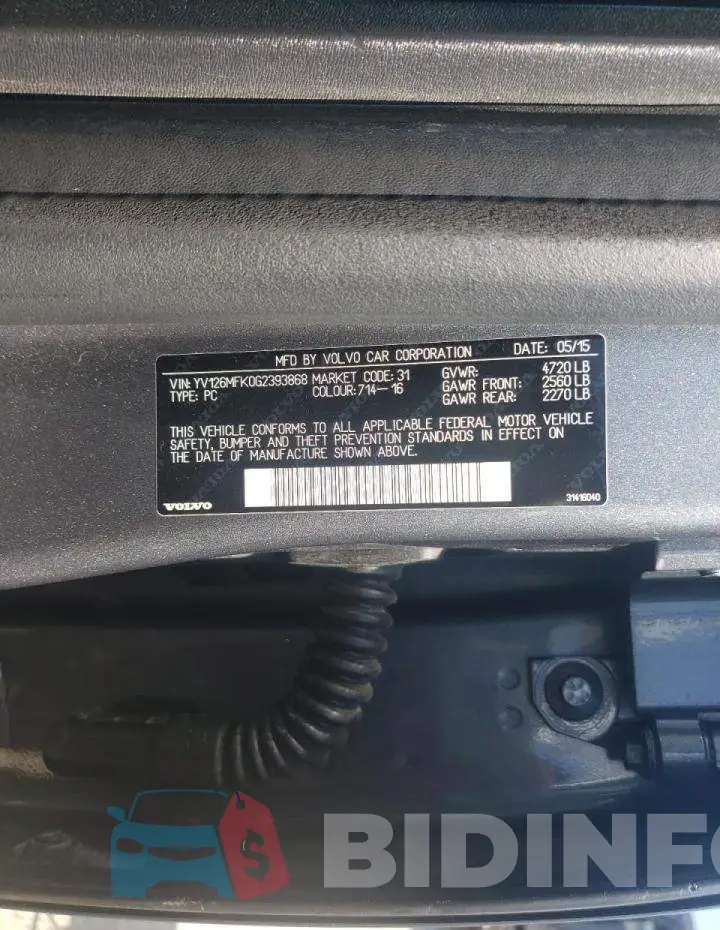 MFD BY VOLVO CAR CORPORATION DATE: 05/15
VIN: YV126MFK0G2393868 MARKET CODE: 31 GVWR: 4720 LB
TYPE: PC COLOUR: 714-16 GAWR FRONT: 2560 LB
GAWR REAR: 2270 LB
THIS VEHICLE CONFORMS TO ALL APPLICABLE FEDERAL MOTOR VEHICLE
SAFETY, BUMPER AND THEFT PREVENTION STANDARDS IN EFFECT ON
THE DATE OF MANUFACTURE SHOWN ABOVE.
VOLVO 31416040
$ BIDINFO